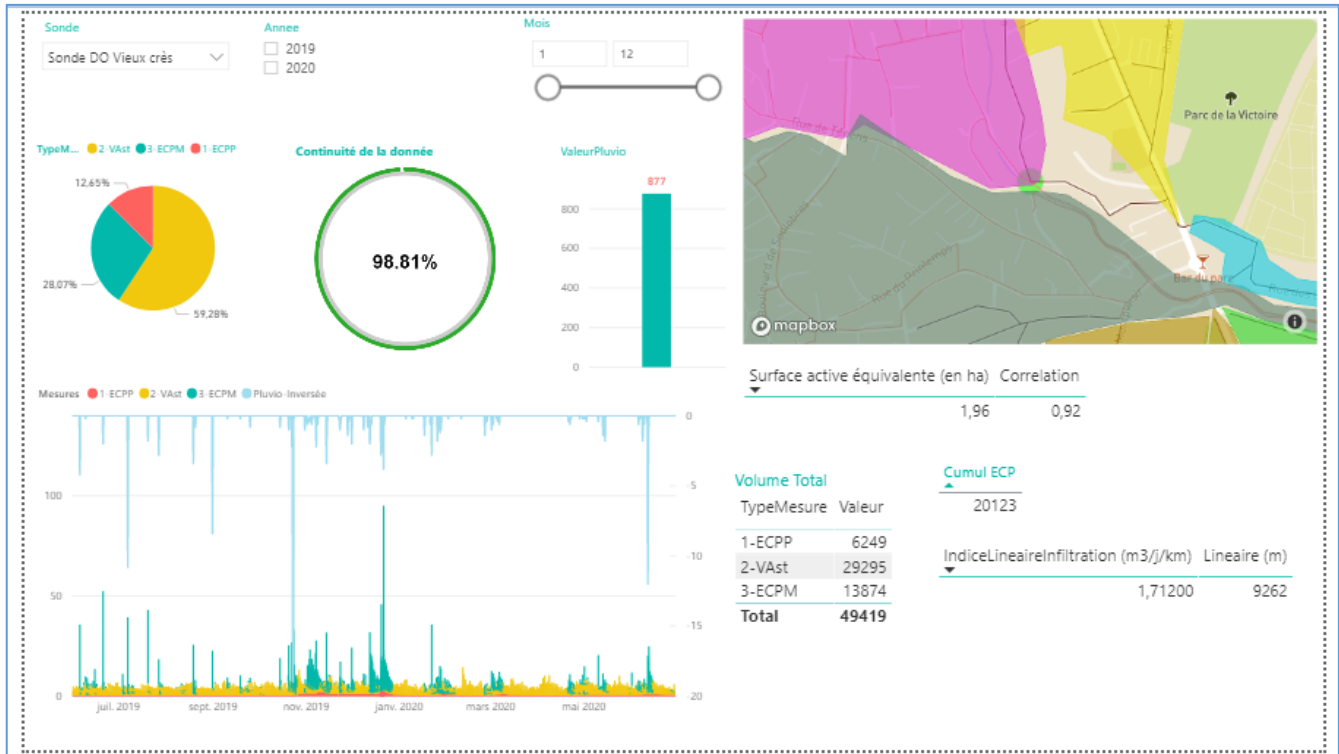 Sonde
Sonde DO Vieux crès
Annee
2019
2020
Mois
1 12
TypeM... 2-VAst 3-ECPM 1-ECPP
12,65%
28,07%
59,28%
Continuité de la donnée
98.81%
ValeurPluvio
877
800
600
400
200
0
Parc de la Victoire
Rue du Printemps
Bar du parc
mapbox
Surface active équivalente (en ha) Correlation
1,96 0,92
Mesures 1-ECPP 2-VAst 3-ECPM Pluvio-Inversée
100
50
0
0
-5
-10
-15
-20
juil. 2019 sept. 2019 nov. 2019 janv. 2020 mars 2020 mai 2020
Volume Total
TypeMesure Valeur
1-ECPP 6249
2-VAst 29295
3-ECPM 13874
Total 49419
Cumul ECP
20123
IndiceLineaireInfiltration (m3/j/km) Lineaire (m)
1,71200 9262